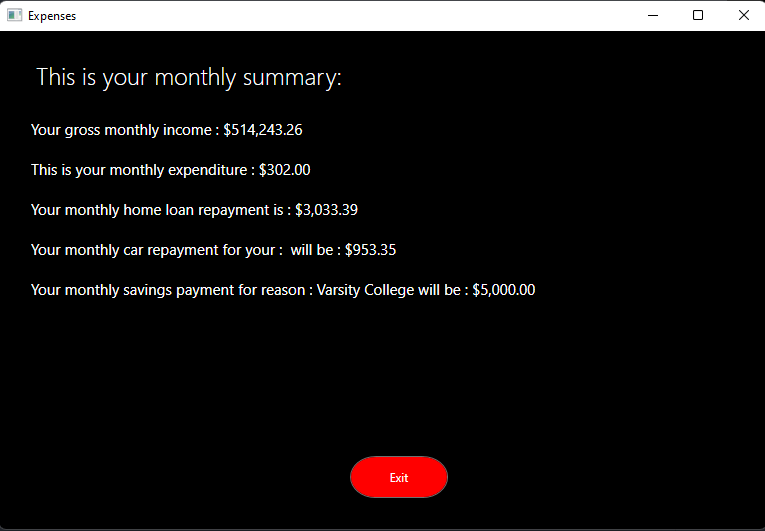 Expenses
This is your monthly summary:
Your gross monthly income : $514,243.26
This is your monthly expenditure : $302.00
Your monthly home loan repayment is : $3,033.39
Your monthly car repayment for your :  will be : $953.35
Your monthly savings payment for reason : Varsity College will be : $5,000.00
Exit